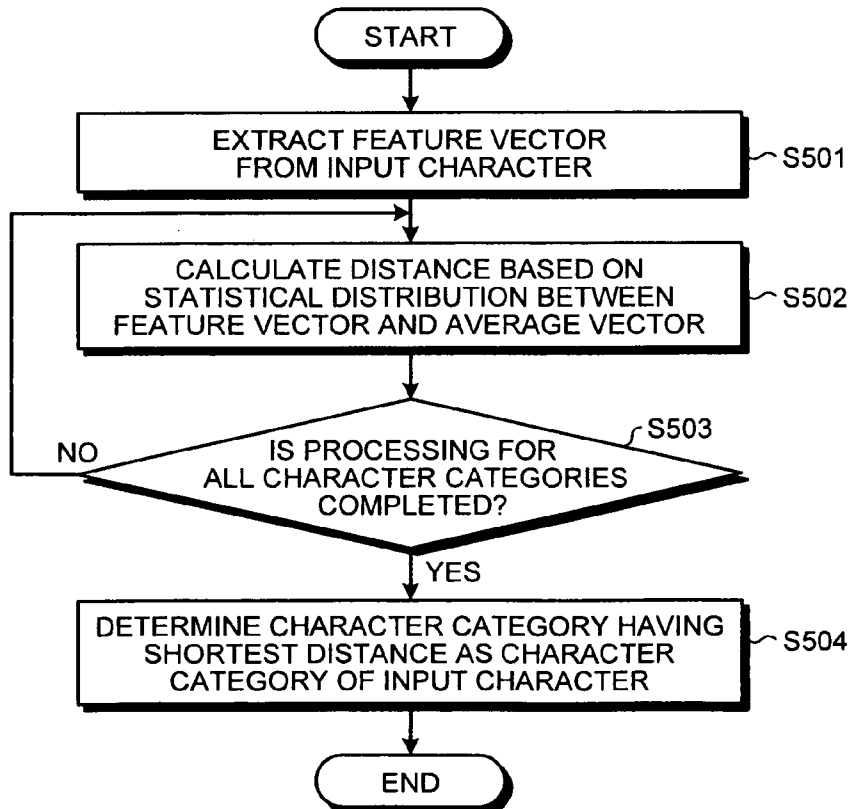 START
EXTRACT FEATURE VECTOR
FROM INPUT CHARACTER
S501
CALCULATE DISTANCE BASED ON
STATISTICAL DISTRIBUTION BETWEEN
FEATURE VECTOR AND AVERAGE VECTOR
S502
S503
IS PROCESSING FOR
ALL CHARACTER CATEGORIES
COMPLETED?
NO
YES
DETERMINE CHARACTER CATEGORY HAVING
SHORTEST DISTANCE AS CHARACTER
CATEGORY OF INPUT CHARACTER
S504
END